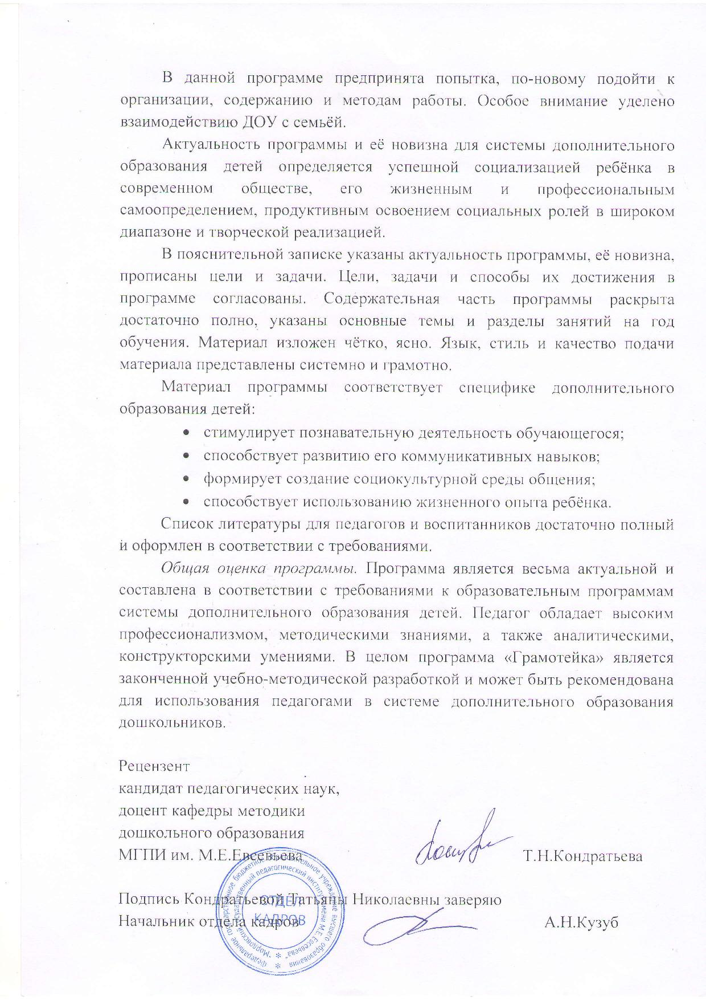 В данной программе предпринята попытка, по-новому подойти к
организации, содержанию и методам работы. Особое внимание уделено
взаимодействию ДОУ с семьёй.
Актуальность программы и её новизна для системы дополнительного
образования детей определяется успешной социализацией ребёнка в
современном обществе, его жизненным и профессиональным
самоопределением, продуктивным освоением социальных ролей в широком
диапазоне и творческой реализацией.
В пояснительной записке указаны актуальность программы, её новизна,
прописаны цели и задачи. Цели, задачи и способы их достижения в
программе согласованы. Содержательная часть программы раскрыта
достаточно полно, указаны основные темы и разделы занятий на год
обучения. Материал изложен чётко, ясно. Язык, стиль и качество подачи
материала представлены системно и грамотно.
Материал программы соответствует специфике дополнительного
образования детей:
• стимулирует познавательную деятельность обучающегося;
• способствует развитию его коммуникативных навыков;
• формирует создание социокультурной среды общения;
• способствует использованию жизненного опыта ребёнка.
Список литературы для педагогов и воспитанников достаточно полный
и оформлен в соответствии с требованиями.
Общая оценка программы. Программа является весьма актуальной и
составлена в соответствии с требованиями к образовательным программам
системы дополнительного образования детей. Педагог обладает высоким
профессионализмом, методическими знаниями, а также аналитическими,
конструкторскими умениями. В целом программа «Грамотейка» является
законченной учебно-методической разработкой и может быть рекомендована
для использования педагогами в системе дополнительного образования
дошкольников.
Рецензент
кандидат педагогических наук,
доцент кафедры методики
дошкольного образования
МГПИ им. М.Е.Евсевьева Т.Н.Кондратьева
Подпись Кондратьевой Татьяны Николаевны заверяю
Начальник отдела кадров А.Н.Кузуб
федеральное государственное бюджетное образовательное учреждение высшего образования
"Мордовский государственный педагогический институт имени М.Е. Евсевьева"
ОТДЕЛ
КАДРОВ